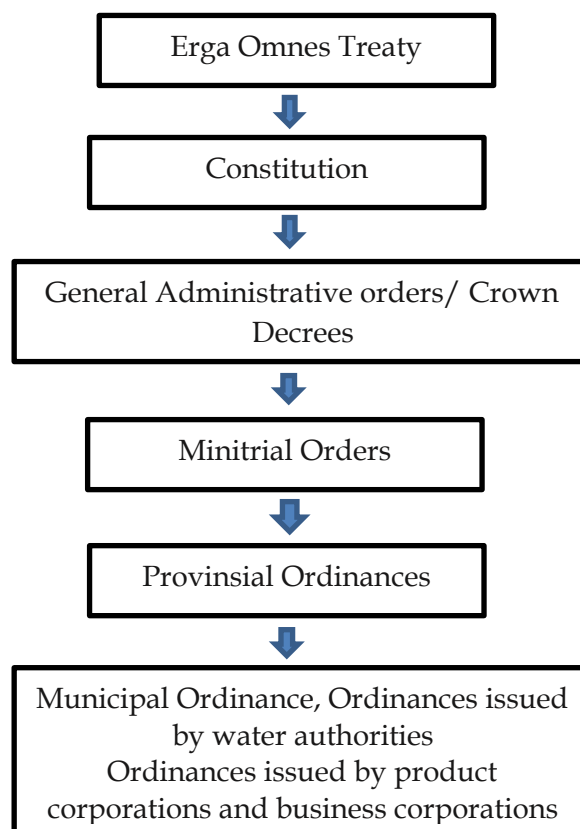 Erga Omnes Treaty
Constitution
General Administrative orders/ Crown
Decrees
Minitrial Orders
Provinsial Ordinances
Municipal Ordinance, Ordinances issued
by water authorities
Ordinances issued by product
corporations and business corporations